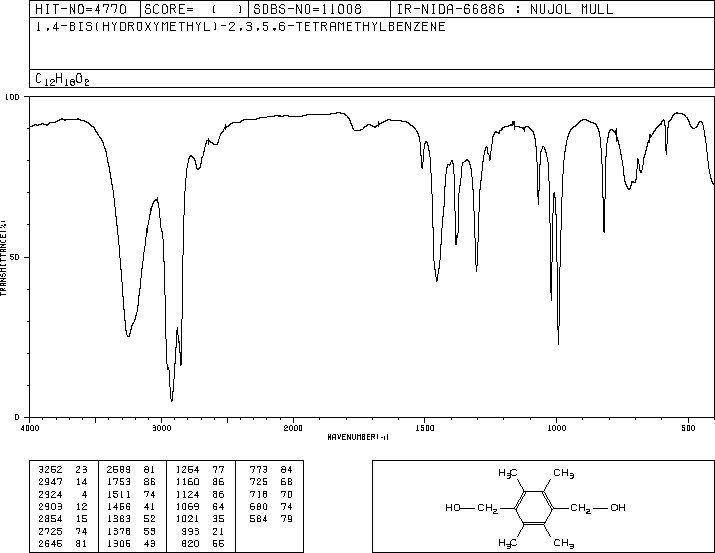 HIT-NO=4770 SCORE= ( ) SDBS-NO=11008 IR-NIDA-66886 : NUJOL MULL
1,4-BIS(HYDROXYMETHYL)-2,3,5,6-TETRAMETHYLBENZENE
C12H18O2
100
50
0
TRANSMITTANCE(%)
4000 3000 2000 1500 1000 500
WAVENUMBER(-1)
3252 23 2589 81 1254 77 773 84
2947 14 1753 86 1160 86 725 68
2924 4 1511 74 1124 86 718 70
2903 12 1456 41 1069 64 680 74
2854 15 1383 52 1021 35 584 79
2725 74 1378 59 993 21
2645 81 1305 43 820 55
H3C CH3
HO CH2 CH2 OH
H3C CH3